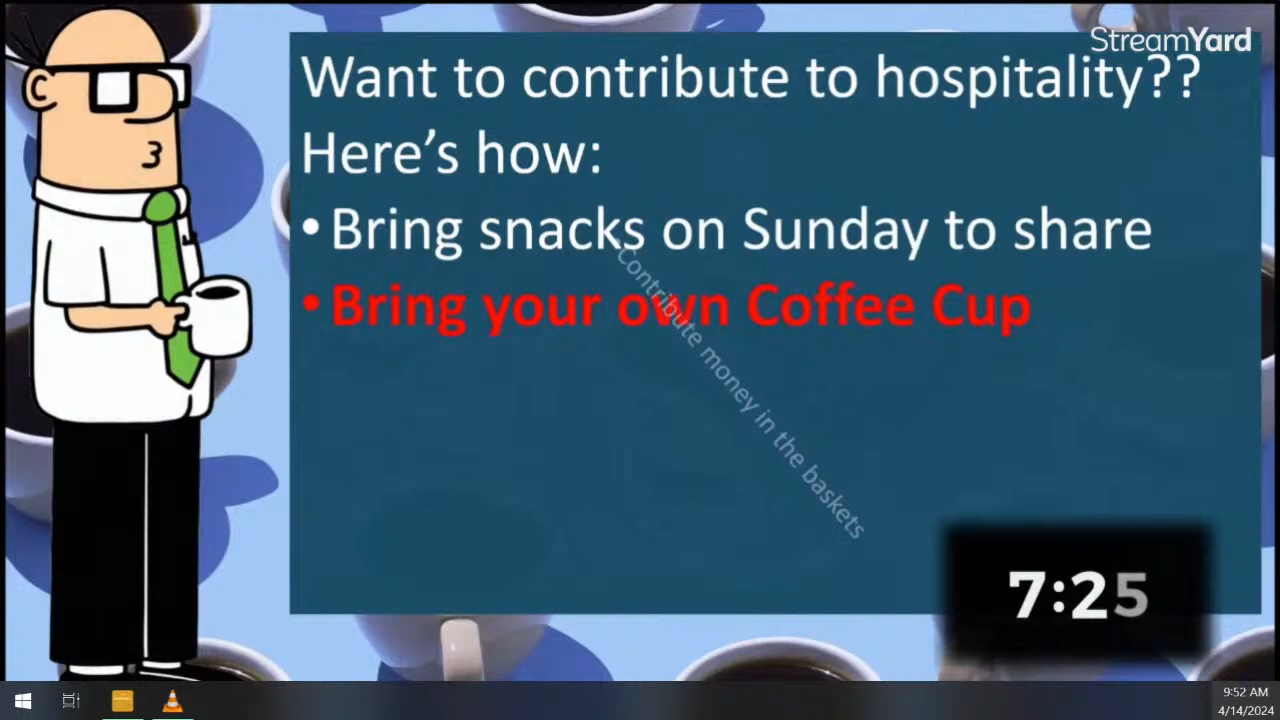 StreamYard
Want to contribute to hospitality??
Here's how:
• Bring snacks on Sunday to share
• Bring your own Coffee Cup
Contribute money in the baskets
7:25
9:52 AM
4/14/2024